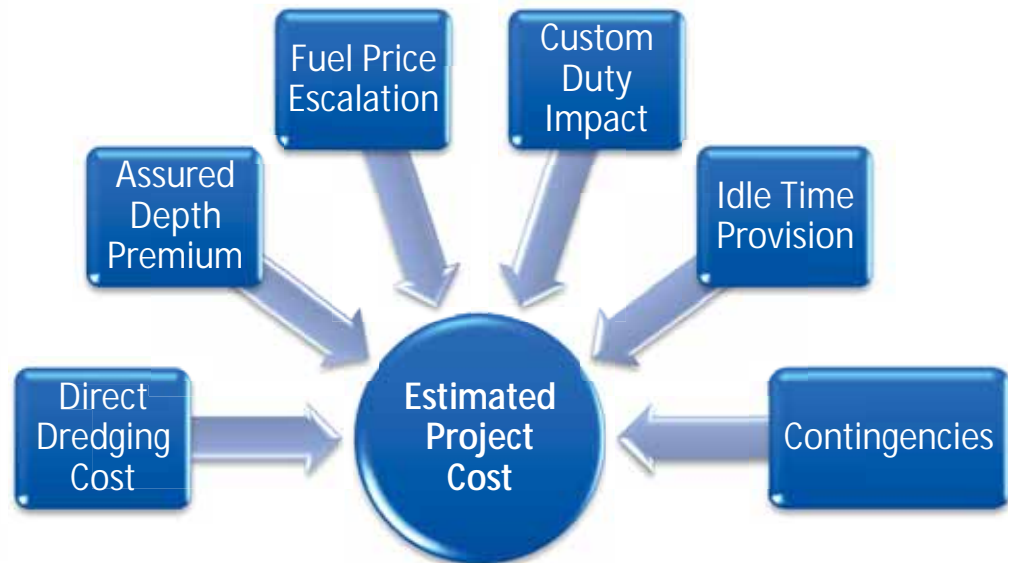 Fuel Price
Escalation
Custom
Duty
Impact
Assured
Depth
Premium
Idle Time
Provision
Direct
Dredging
Cost
Estimated
Project
Cost
Contingencies